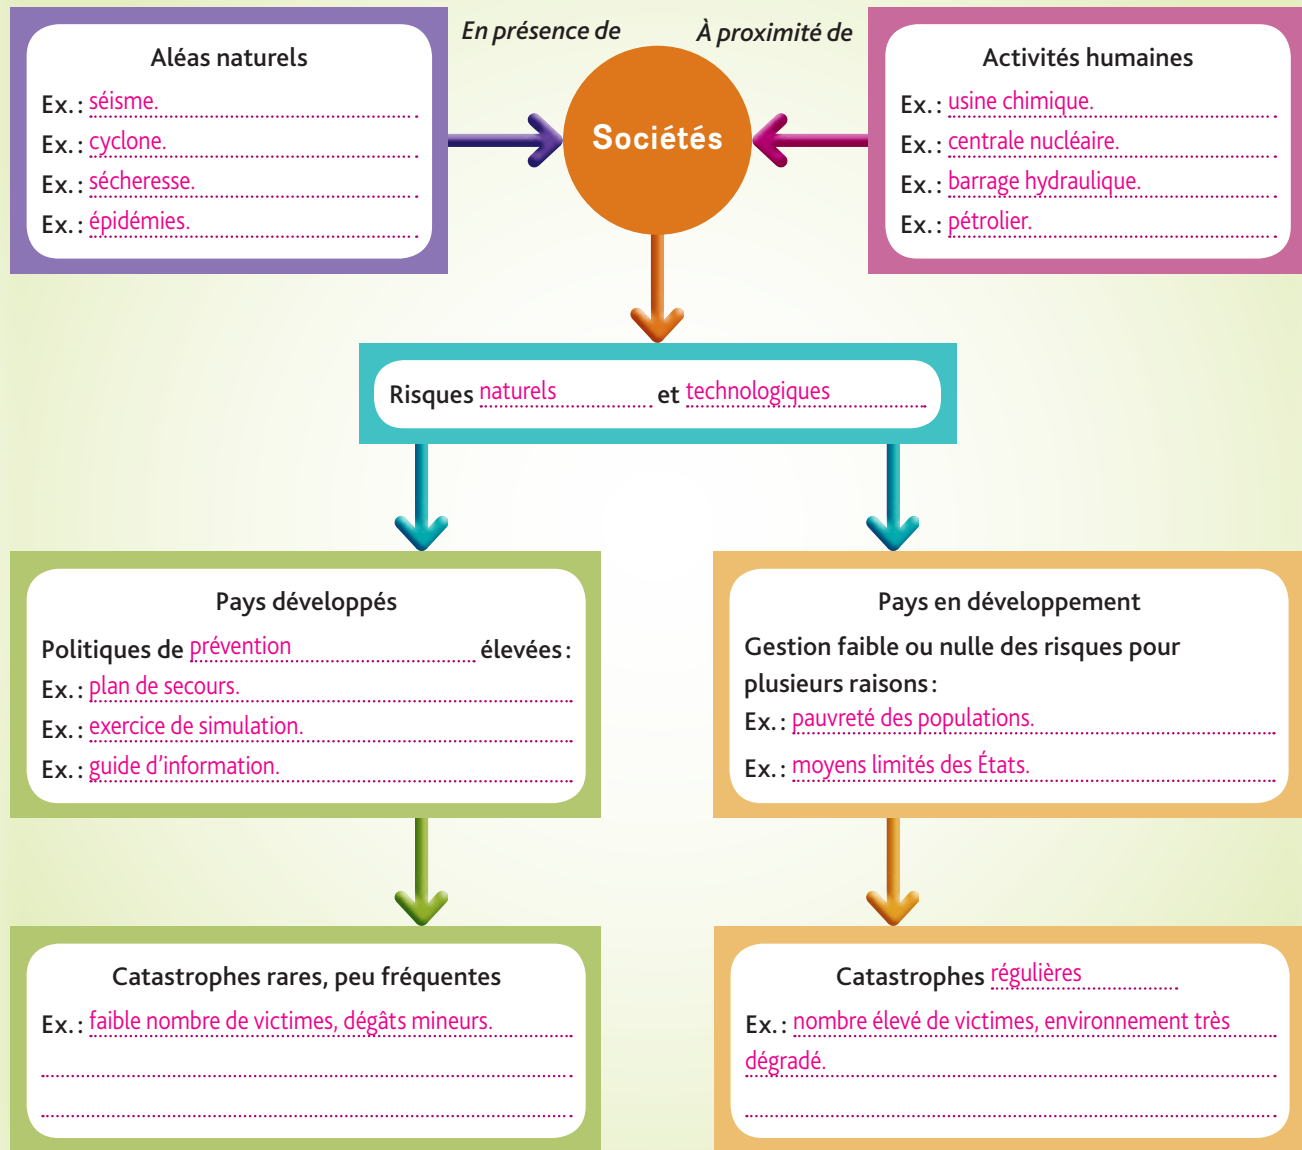 En présence de
À proximité de
Aléas naturels
Ex. : séisme.
Ex. : cyclone.
Ex. : sécheresse.
Ex. : épidémies.
Sociétés
Activités humaines
Ex. : usine chimique.
Ex. : centrale nucléaire.
Ex. : barrage hydraulique.
Ex. : pétrolier.
Risques naturels et technologiques
Pays développés
Politiques de prévention élevées :
Ex. : plan de secours.
Ex. : exercice de simulation.
Ex. : guide d'information.
Pays en développement
Gestion faible ou nulle des risques pour
plusieurs raisons :
Ex. : pauvreté des populations.
Ex. : moyens limités des États.
Catastrophes rares, peu fréquentes
Ex. : faible nombre de victimes, dégâts mineurs.
Catastrophes régulières
Ex. : nombre élevé de victimes, environnement très
dégradé.